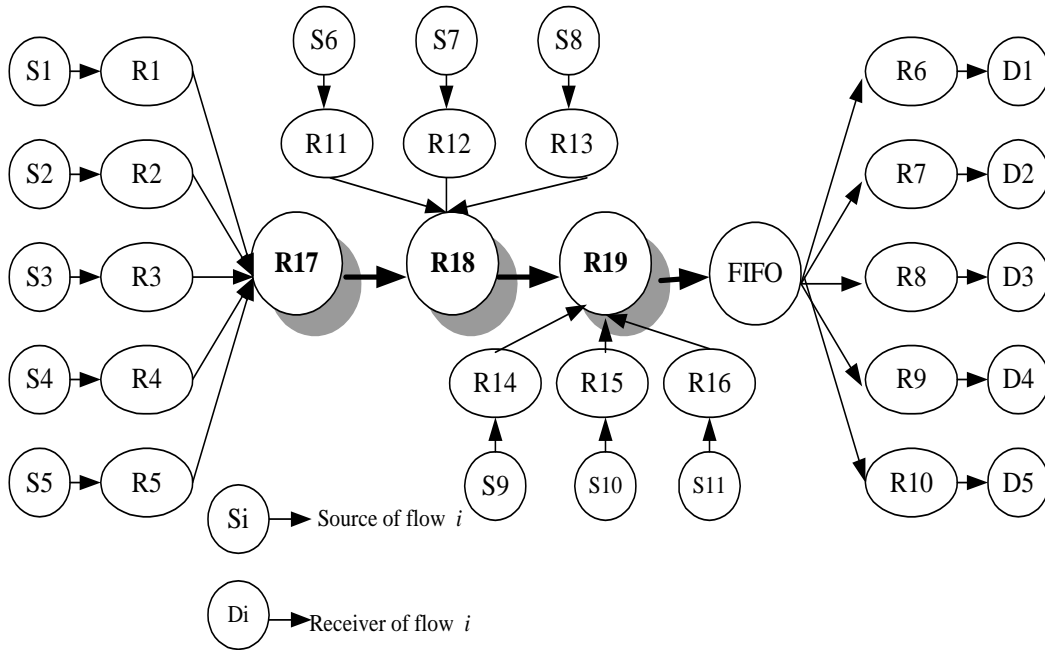 S6 S7 S8
S1 R1 R6 D1
R11 R12 R13
S2 R2 R7 D2
R17 R18 R19
S3 R3 FIFO R8 D3
S4 R4 R14 R15 R16 R9 D4
S5 R5 S9 S10 S11 R10 D5
Si Source of flow i
Di Receiver of flow i